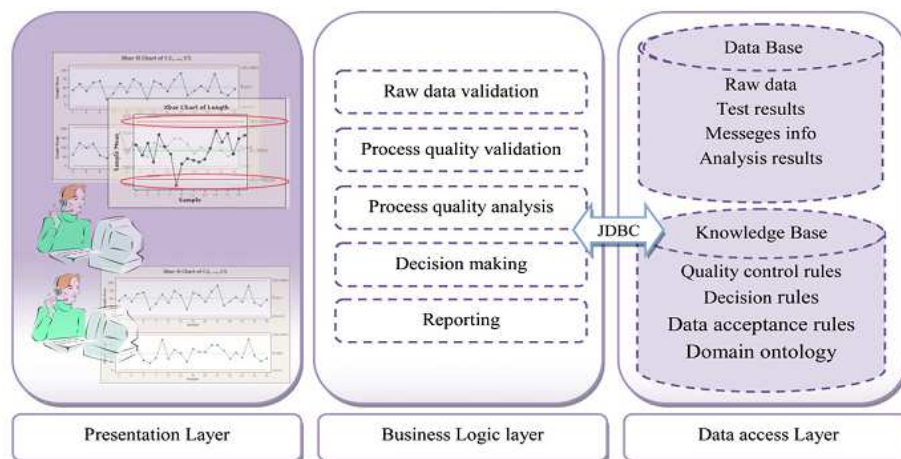 Xbar Chart of Length
Sample Mean
Sample
Raw data validation
Process quality validation
Process quality analysis
Decision making
Reporting
JDBC
Data Base
Raw data
Test results
Messeges info
Analysis results
Knowledge Base
Quality control rules
Decision rules
Data acceptance rules
Domain ontology
Presentation Layer
Business Logic layer
Data access Layer